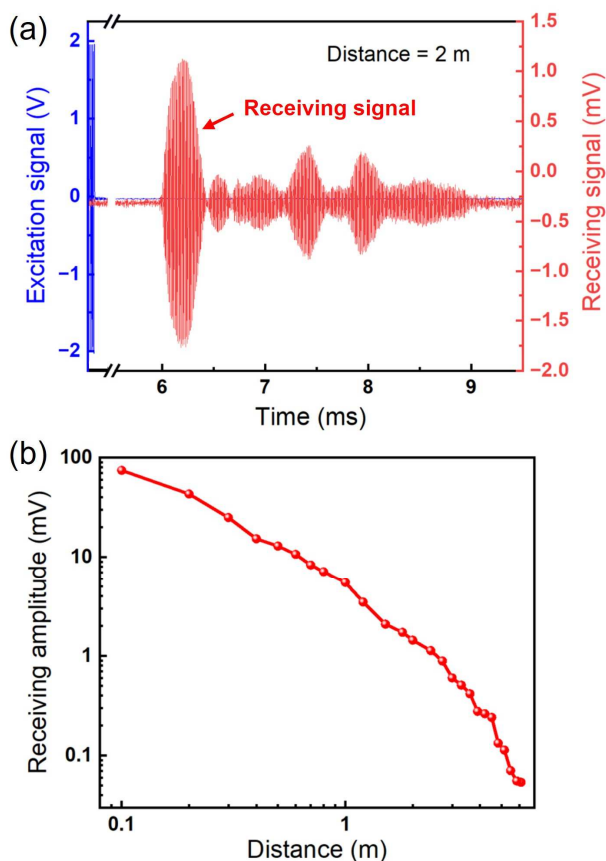 (a)
Distance = 2 m
Receiving signal
Excitation signal (V)
2
1
0
−1
−2
Receiving signal (mV)
1.5
1.0
0.5
0.0
−0.5
−1.0
−1.5
−2.0
6 7 8 9
Time (ms)
(b)
Receiving amplitude (mV)
100
10
1
0.1
0.1 1
Distance (m)